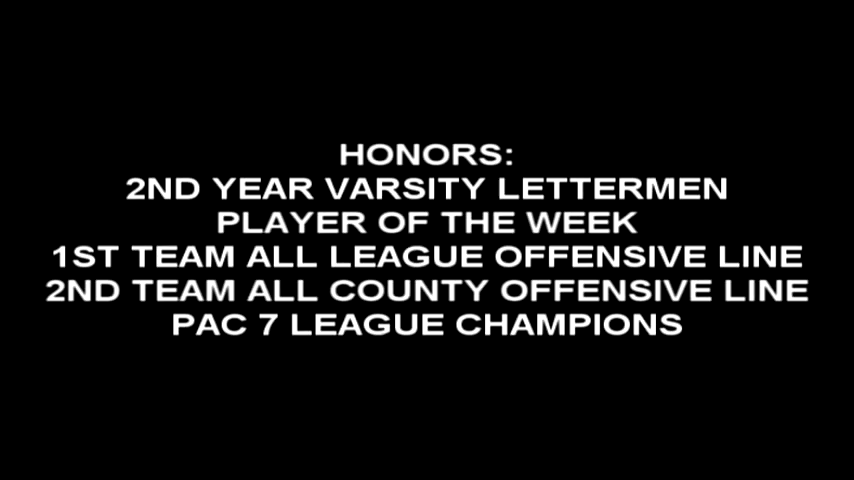 HONORS:
2ND YEAR VARSITY LETTERMEN
PLAYER OF THE WEEK
1ST TEAM ALL LEAGUE OFFENSIVE LINE
2ND TEAM ALL COUNTY OFFENSIVE LINE
PAC 7 LEAGUE CHAMPIONS